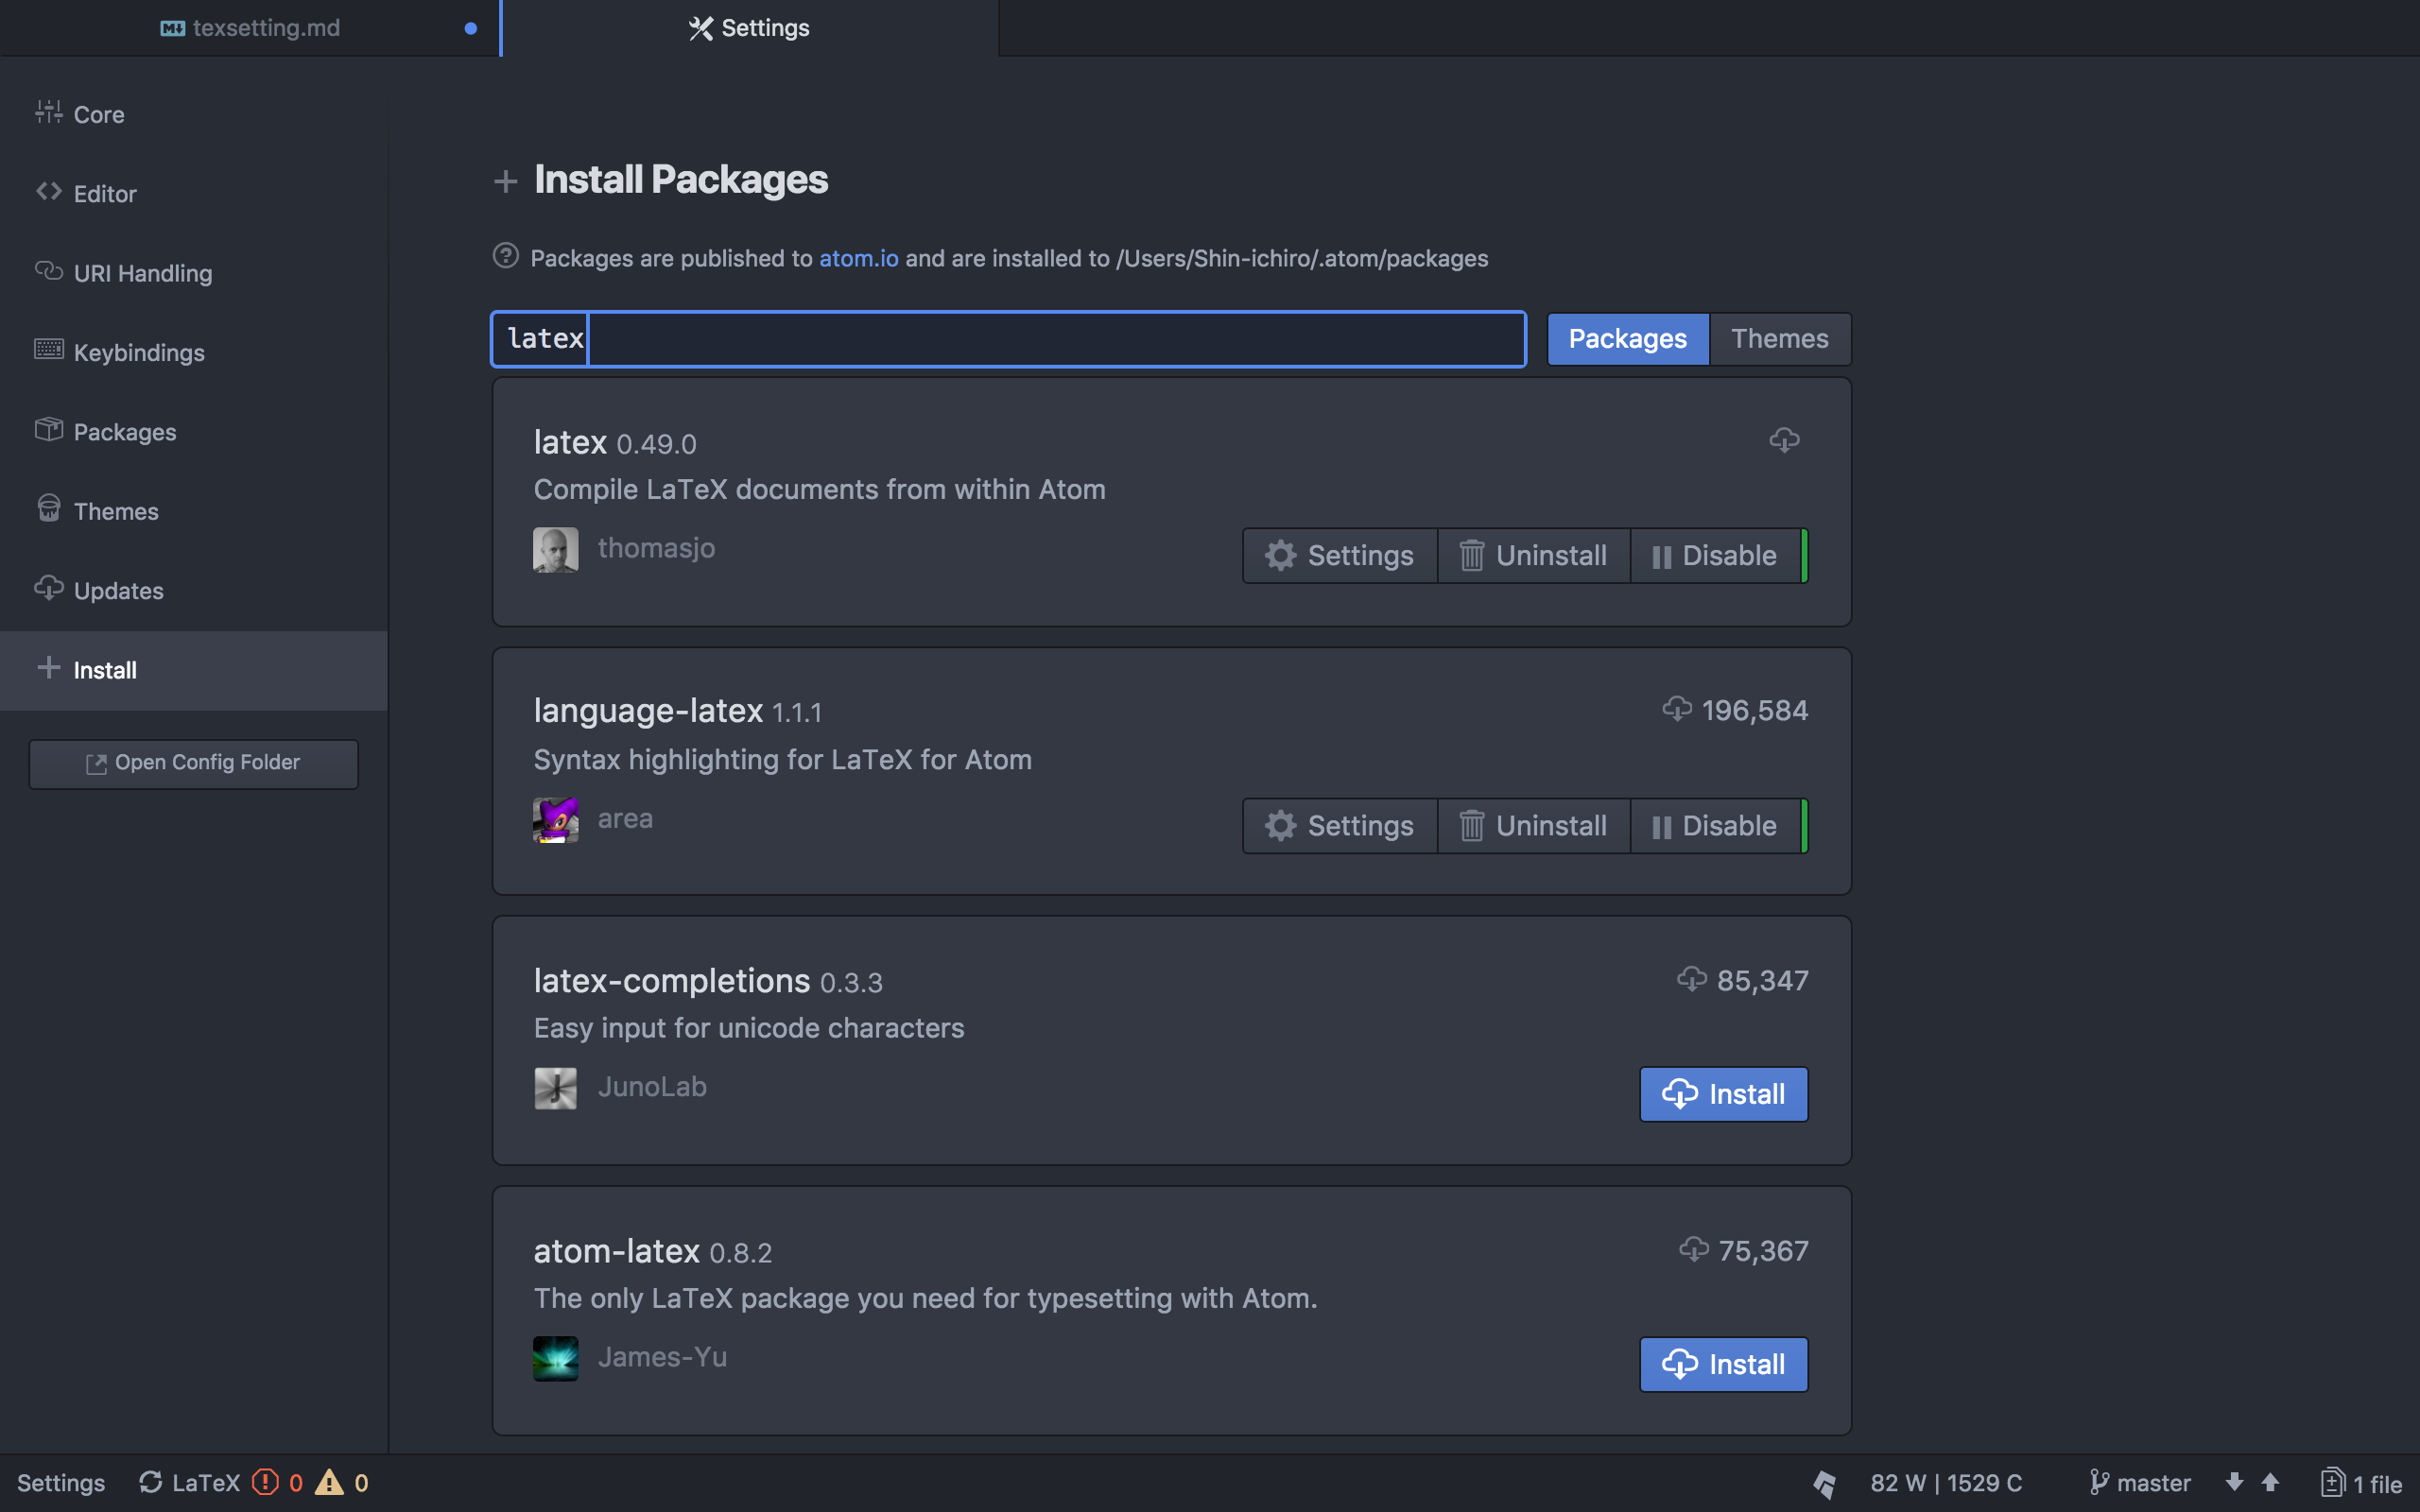 texsetting.md
Settings
Core
Editor
URI Handling
Keybindings
Packages
Themes
Updates
Install
Open Config Folder
Install Packages
Packages are published to atom.io and are installed to /Users/Shin-ichiro/.atom/packages
latex
Packages Themes
latex 0.49.0
Compile LaTeX documents from within Atom
thomasjo
Settings Uninstall Disable
language-latex 1.1.1 196,584
Syntax highlighting for LaTeX for Atom
area
Settings Uninstall Disable
latex-completions 0.3.3 85,347
Easy input for unicode characters
JunoLab
Install
atom-latex 0.8.2 75,367
The only LaTeX package you need for typesetting with Atom.
James-Yu
Install
Settings LaTeX 0 0 82 W | 1529 C master 1 file